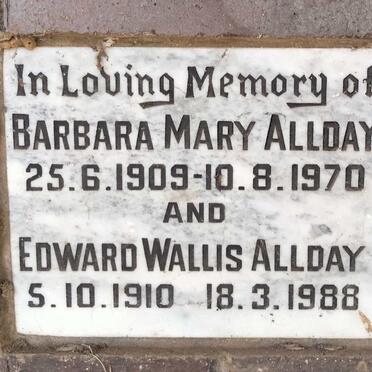 In Loving Memory of
BARBARA MARY ALLDAY
25.6.1909-10.8.1970
AND
EDWARD WALLIS ALLDAY
5.10.1910 18.3.1988